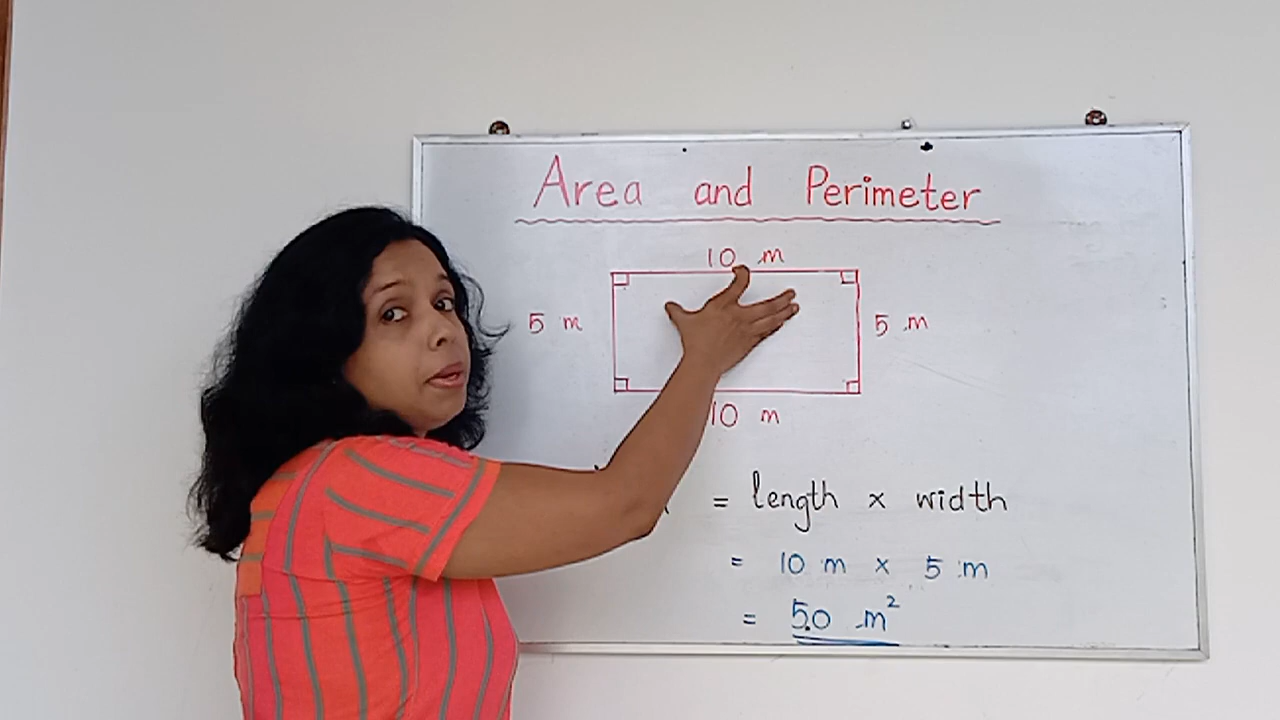 Area and Perimeter
10 m
5 m 5 m
10 m
= length x width
= 10 m x 5 m
= 50 m²